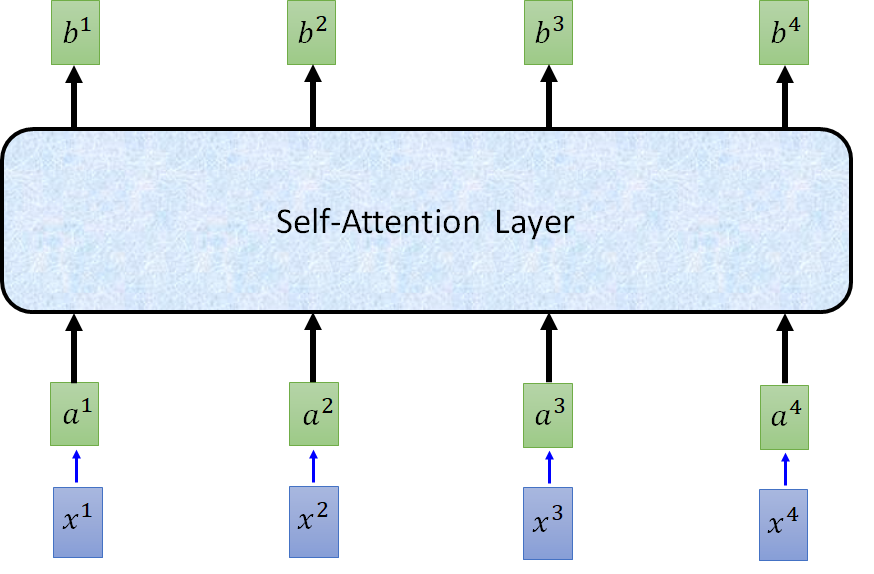 b¹ b² b³ b⁴
Self-Attention Layer
a¹ a² a³ a⁴
x¹ x² x³ x⁴